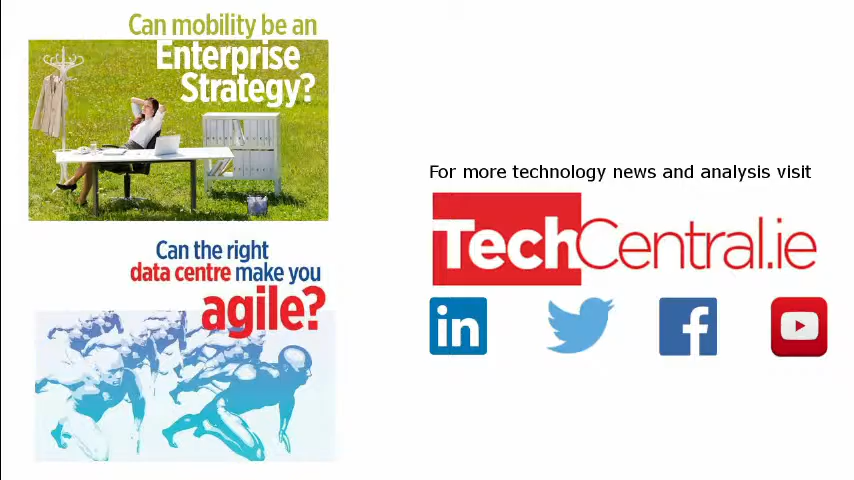 Can mobility be an
Enterprise
Strategy?
Can the right
data centre make you
agile?
For more technology news and analysis visit
TechCentral.ie
in
f